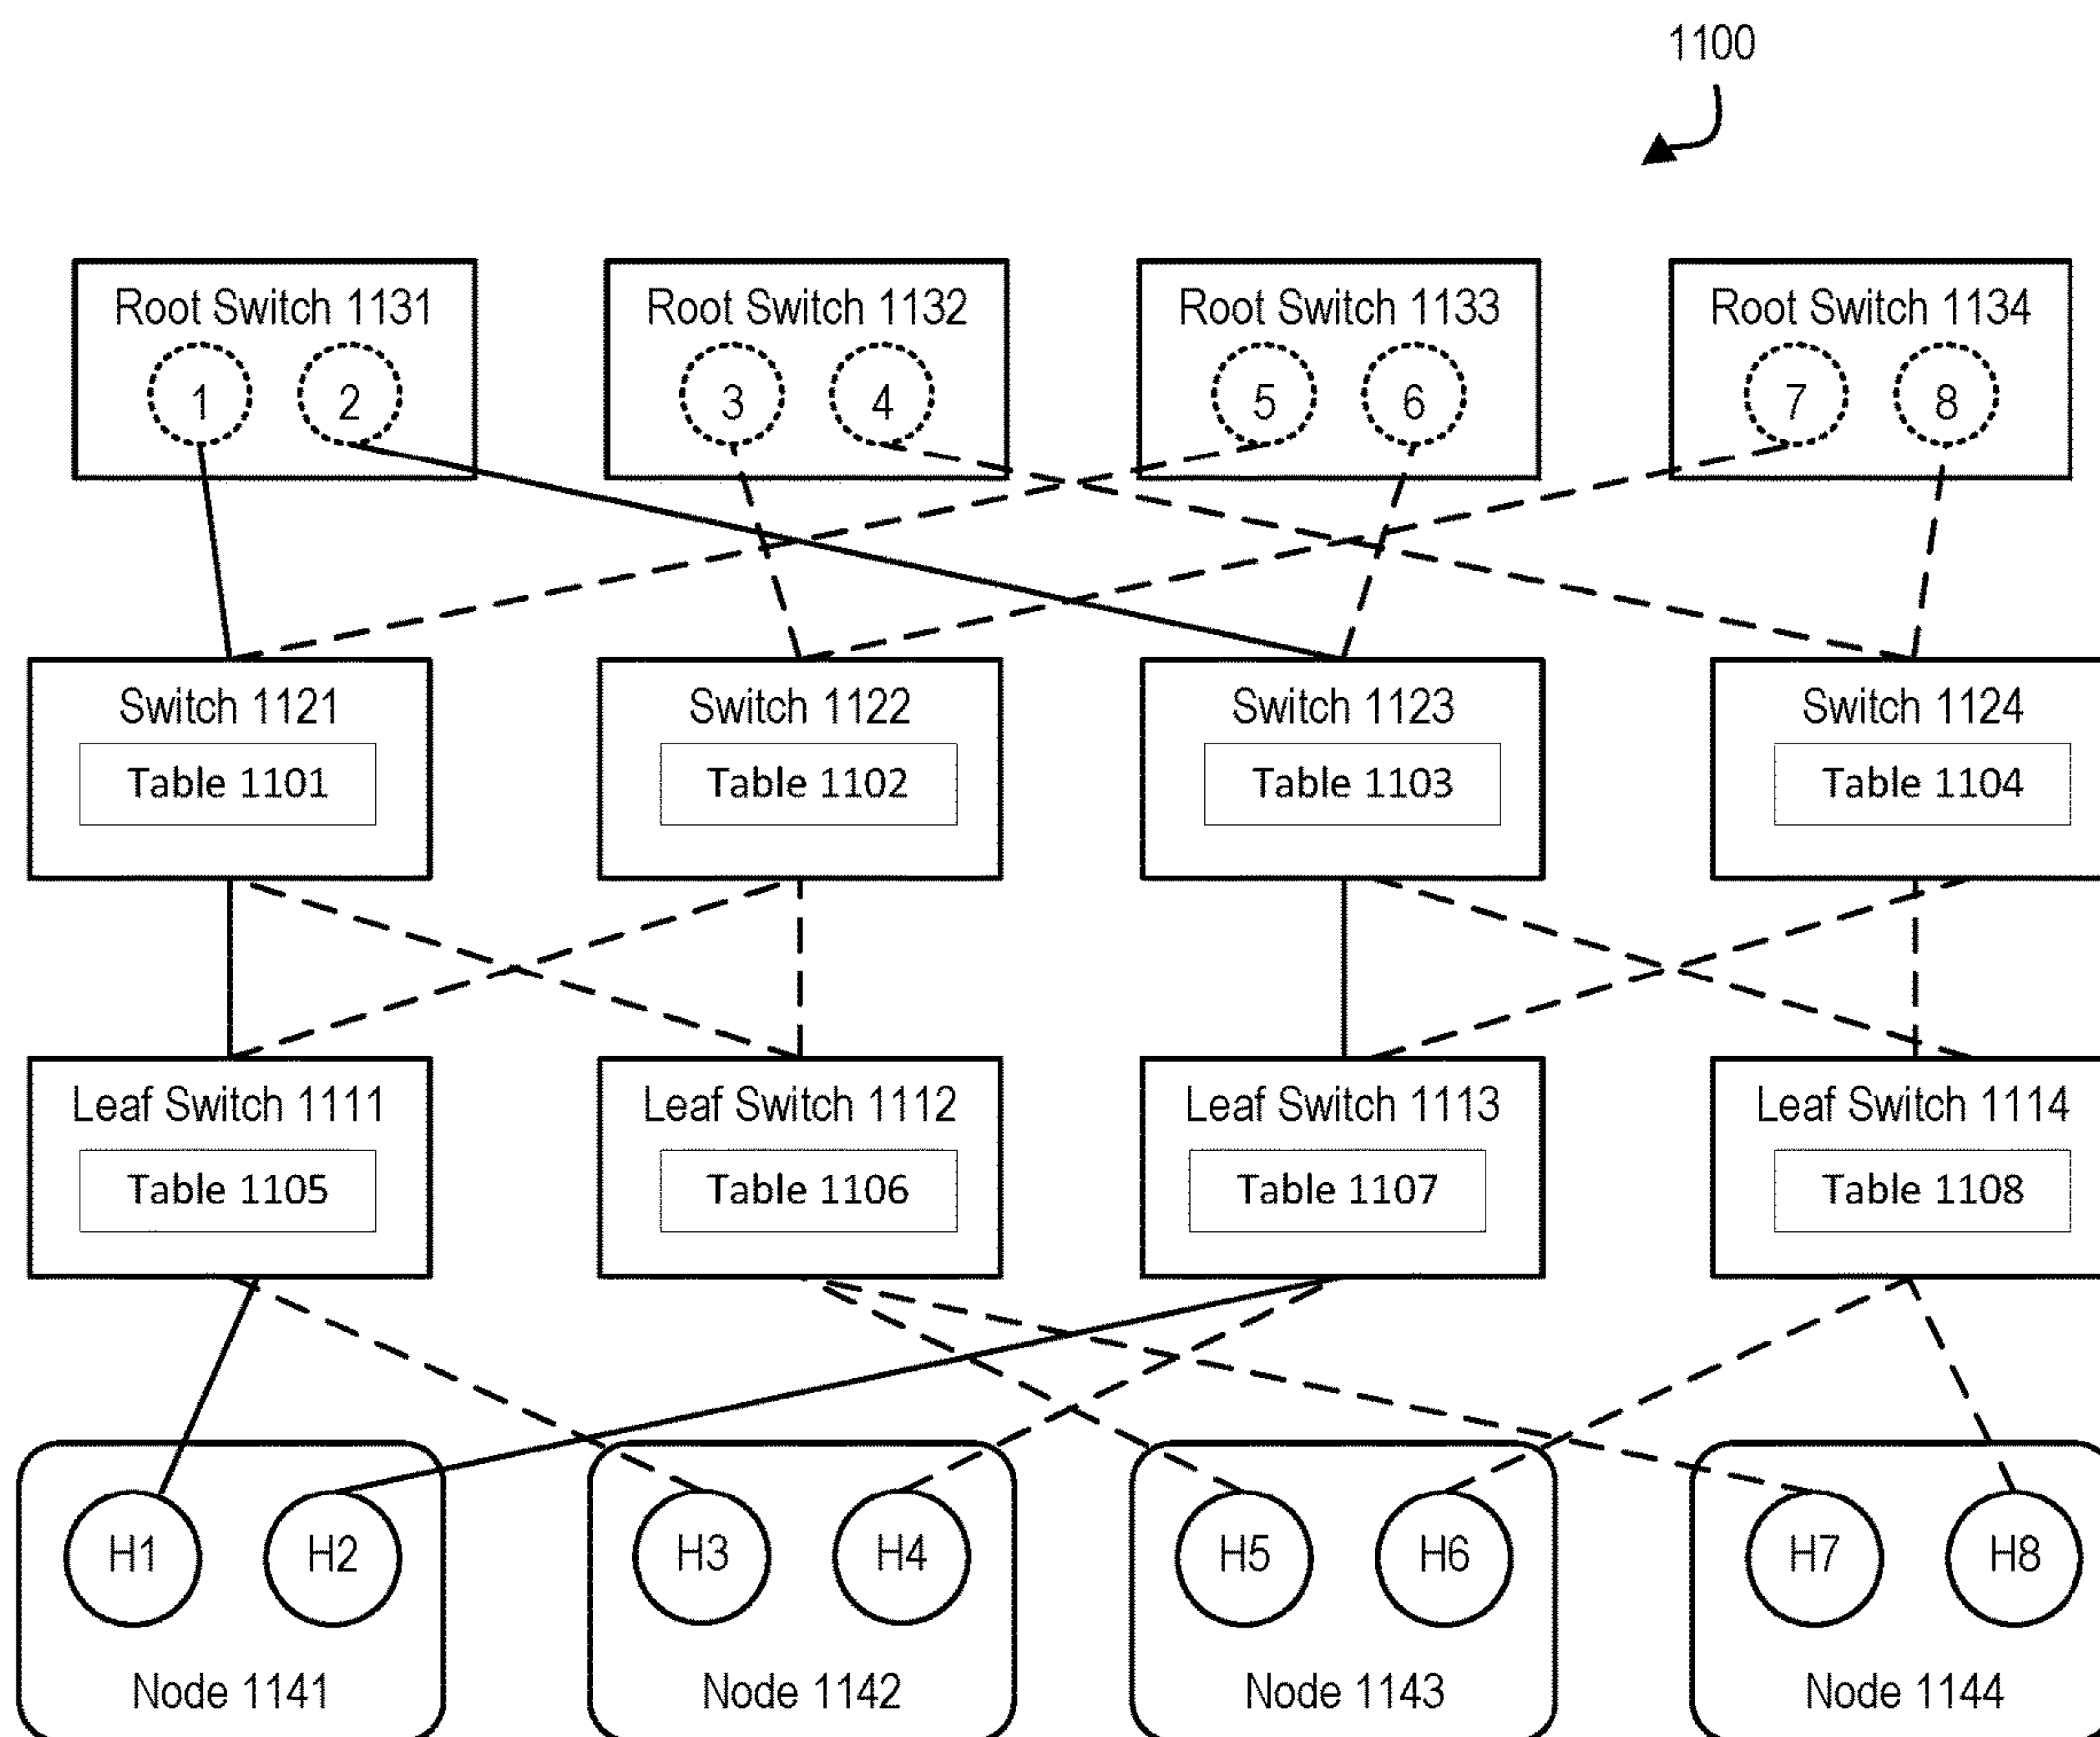 1100
Root Switch 1131
Root Switch 1132
Root Switch 1133
Root Switch 1134
1
2
3
4
5
6
7
8
Switch 1121
Switch 1122
Switch 1123
Switch 1124
Table 1101
Table 1102
Table 1103
Table 1104
Leaf Switch 1111
Leaf Switch 1112
Leaf Switch 1113
Leaf Switch 1114
Table 1105
Table 1106
Table 1107
Table 1108
H1
H2
H3
H4
H5
H6
H7
H8
Node 1141
Node 1142
Node 1143
Node 1144